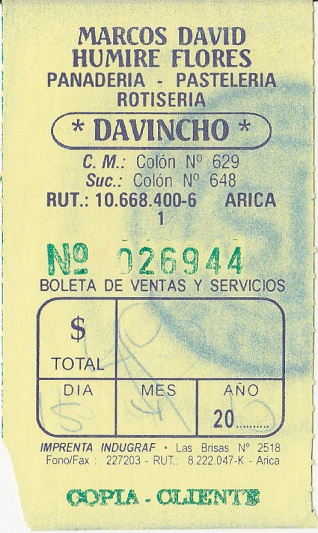 MARCOS DAVID
HUMIRE FLORES
PANADERIA - PASTELERIA
ROTISERIA
* DAVINCHO *
C. M.: Colón Nº 629
Suc.: Colón Nº 648
RUT.: 10.668.400-6 ARICA
1
Nº 026944
BOLETA DE VENTAS Y SERVICIOS
$
TOTAL
DIA MES AÑO
20..........
IMPRENTA INDUGRAF • Las Brisas Nº 2518
Fono/Fax : 227203 - RUT.: 8.222.047-K - Arica
COPIA - CLIENTE